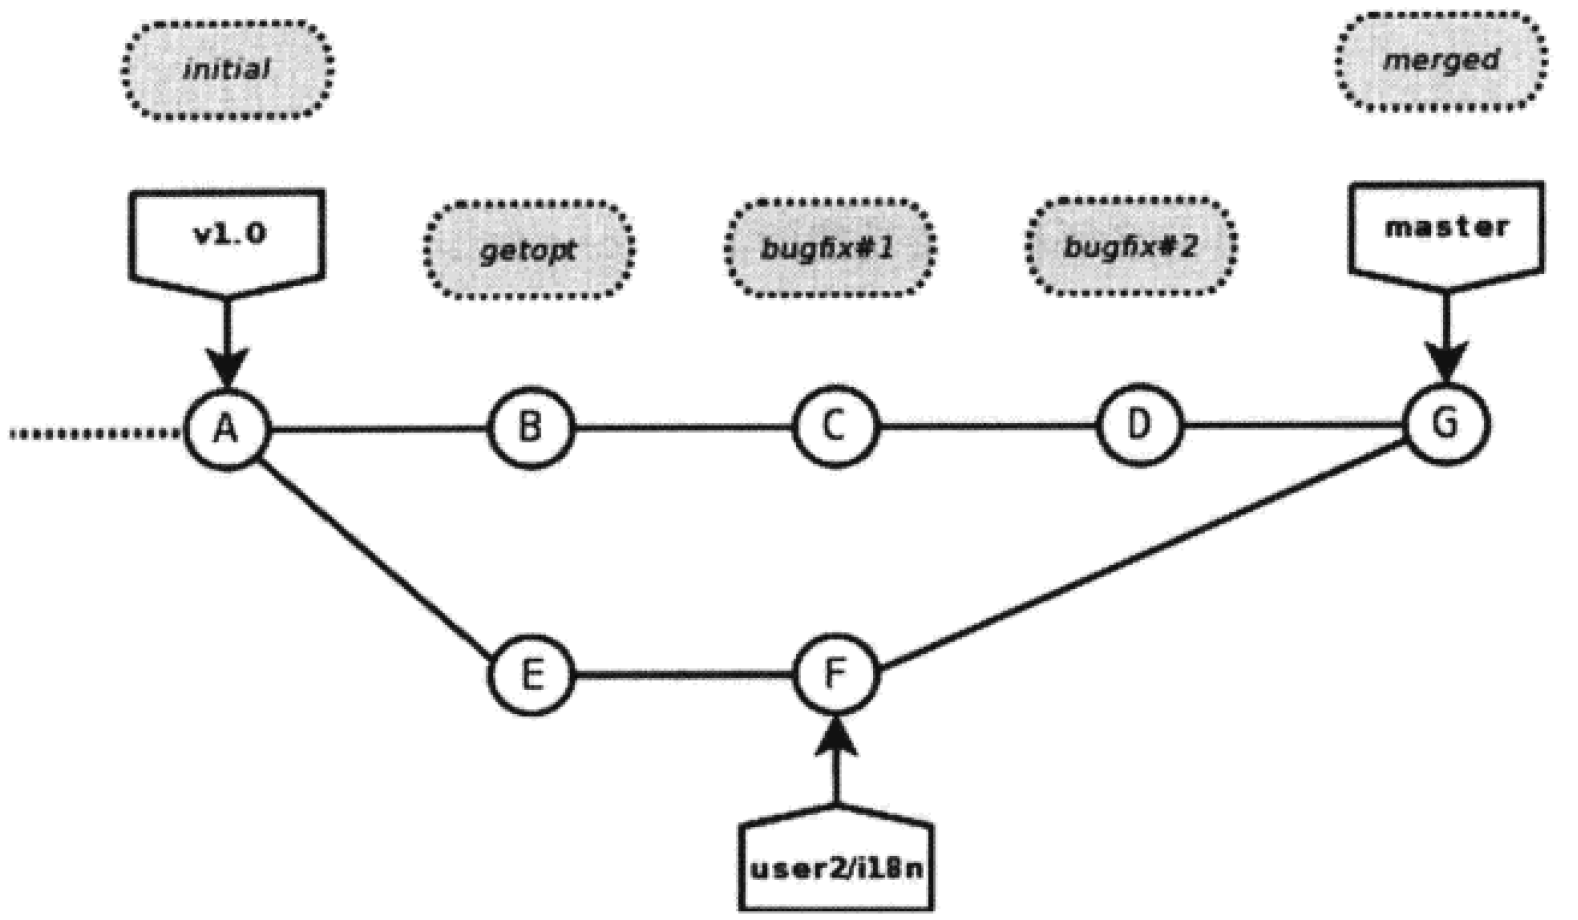 initial
merged
v1.0
getopt
bugfix#1
bugfix#2
master
A
B
C
D
G
E
F
user2/i18n